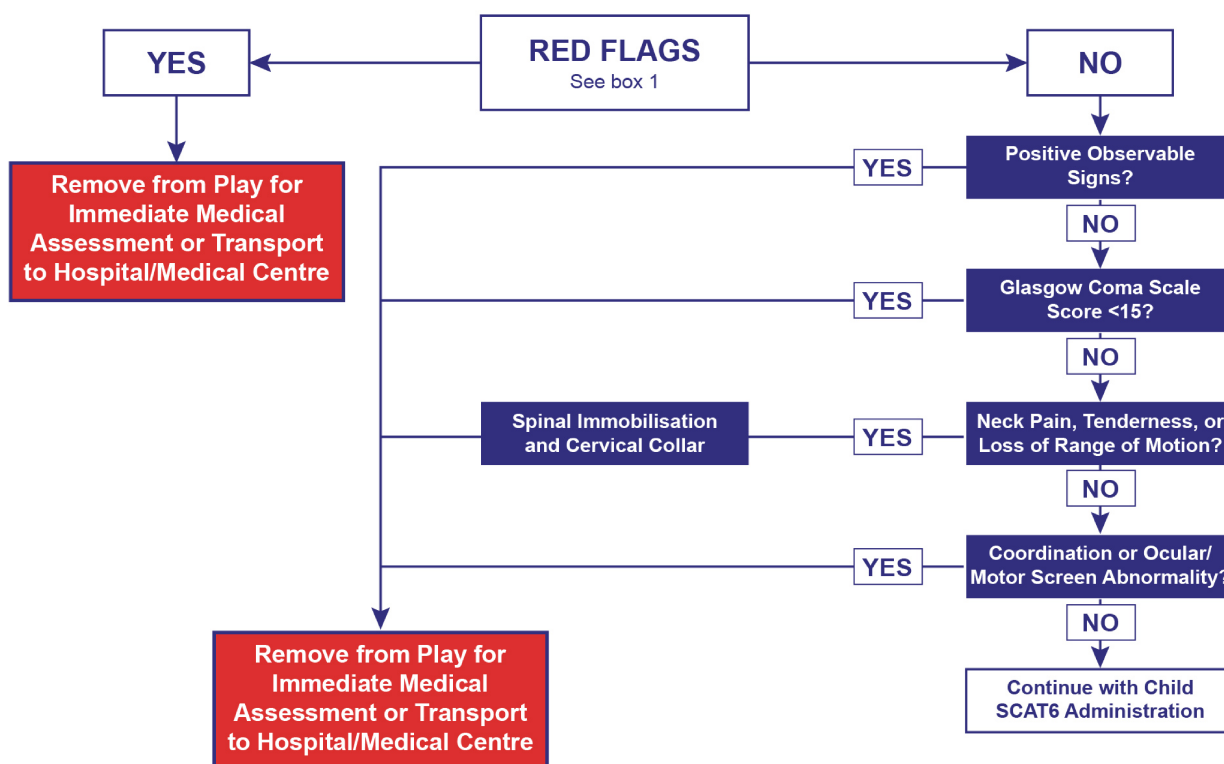 RED FLAGS
See box 1
YES
NO
Remove from Play for
Immediate Medical
Assessment or Transport
to Hospital/Medical Centre
Positive Observable
Signs?
YES
NO
Glasgow Coma Scale
Score <15?
YES
NO
Neck Pain, Tenderness, or
Loss of Range of Motion?
YES
Spinal Immobilisation
and Cervical Collar
NO
Coordination or Ocular/
Motor Screen Abnormality?
YES
NO
Remove from Play for
Immediate Medical
Assessment or Transport
to Hospital/Medical Centre
Continue with Child
SCAT6 Administration